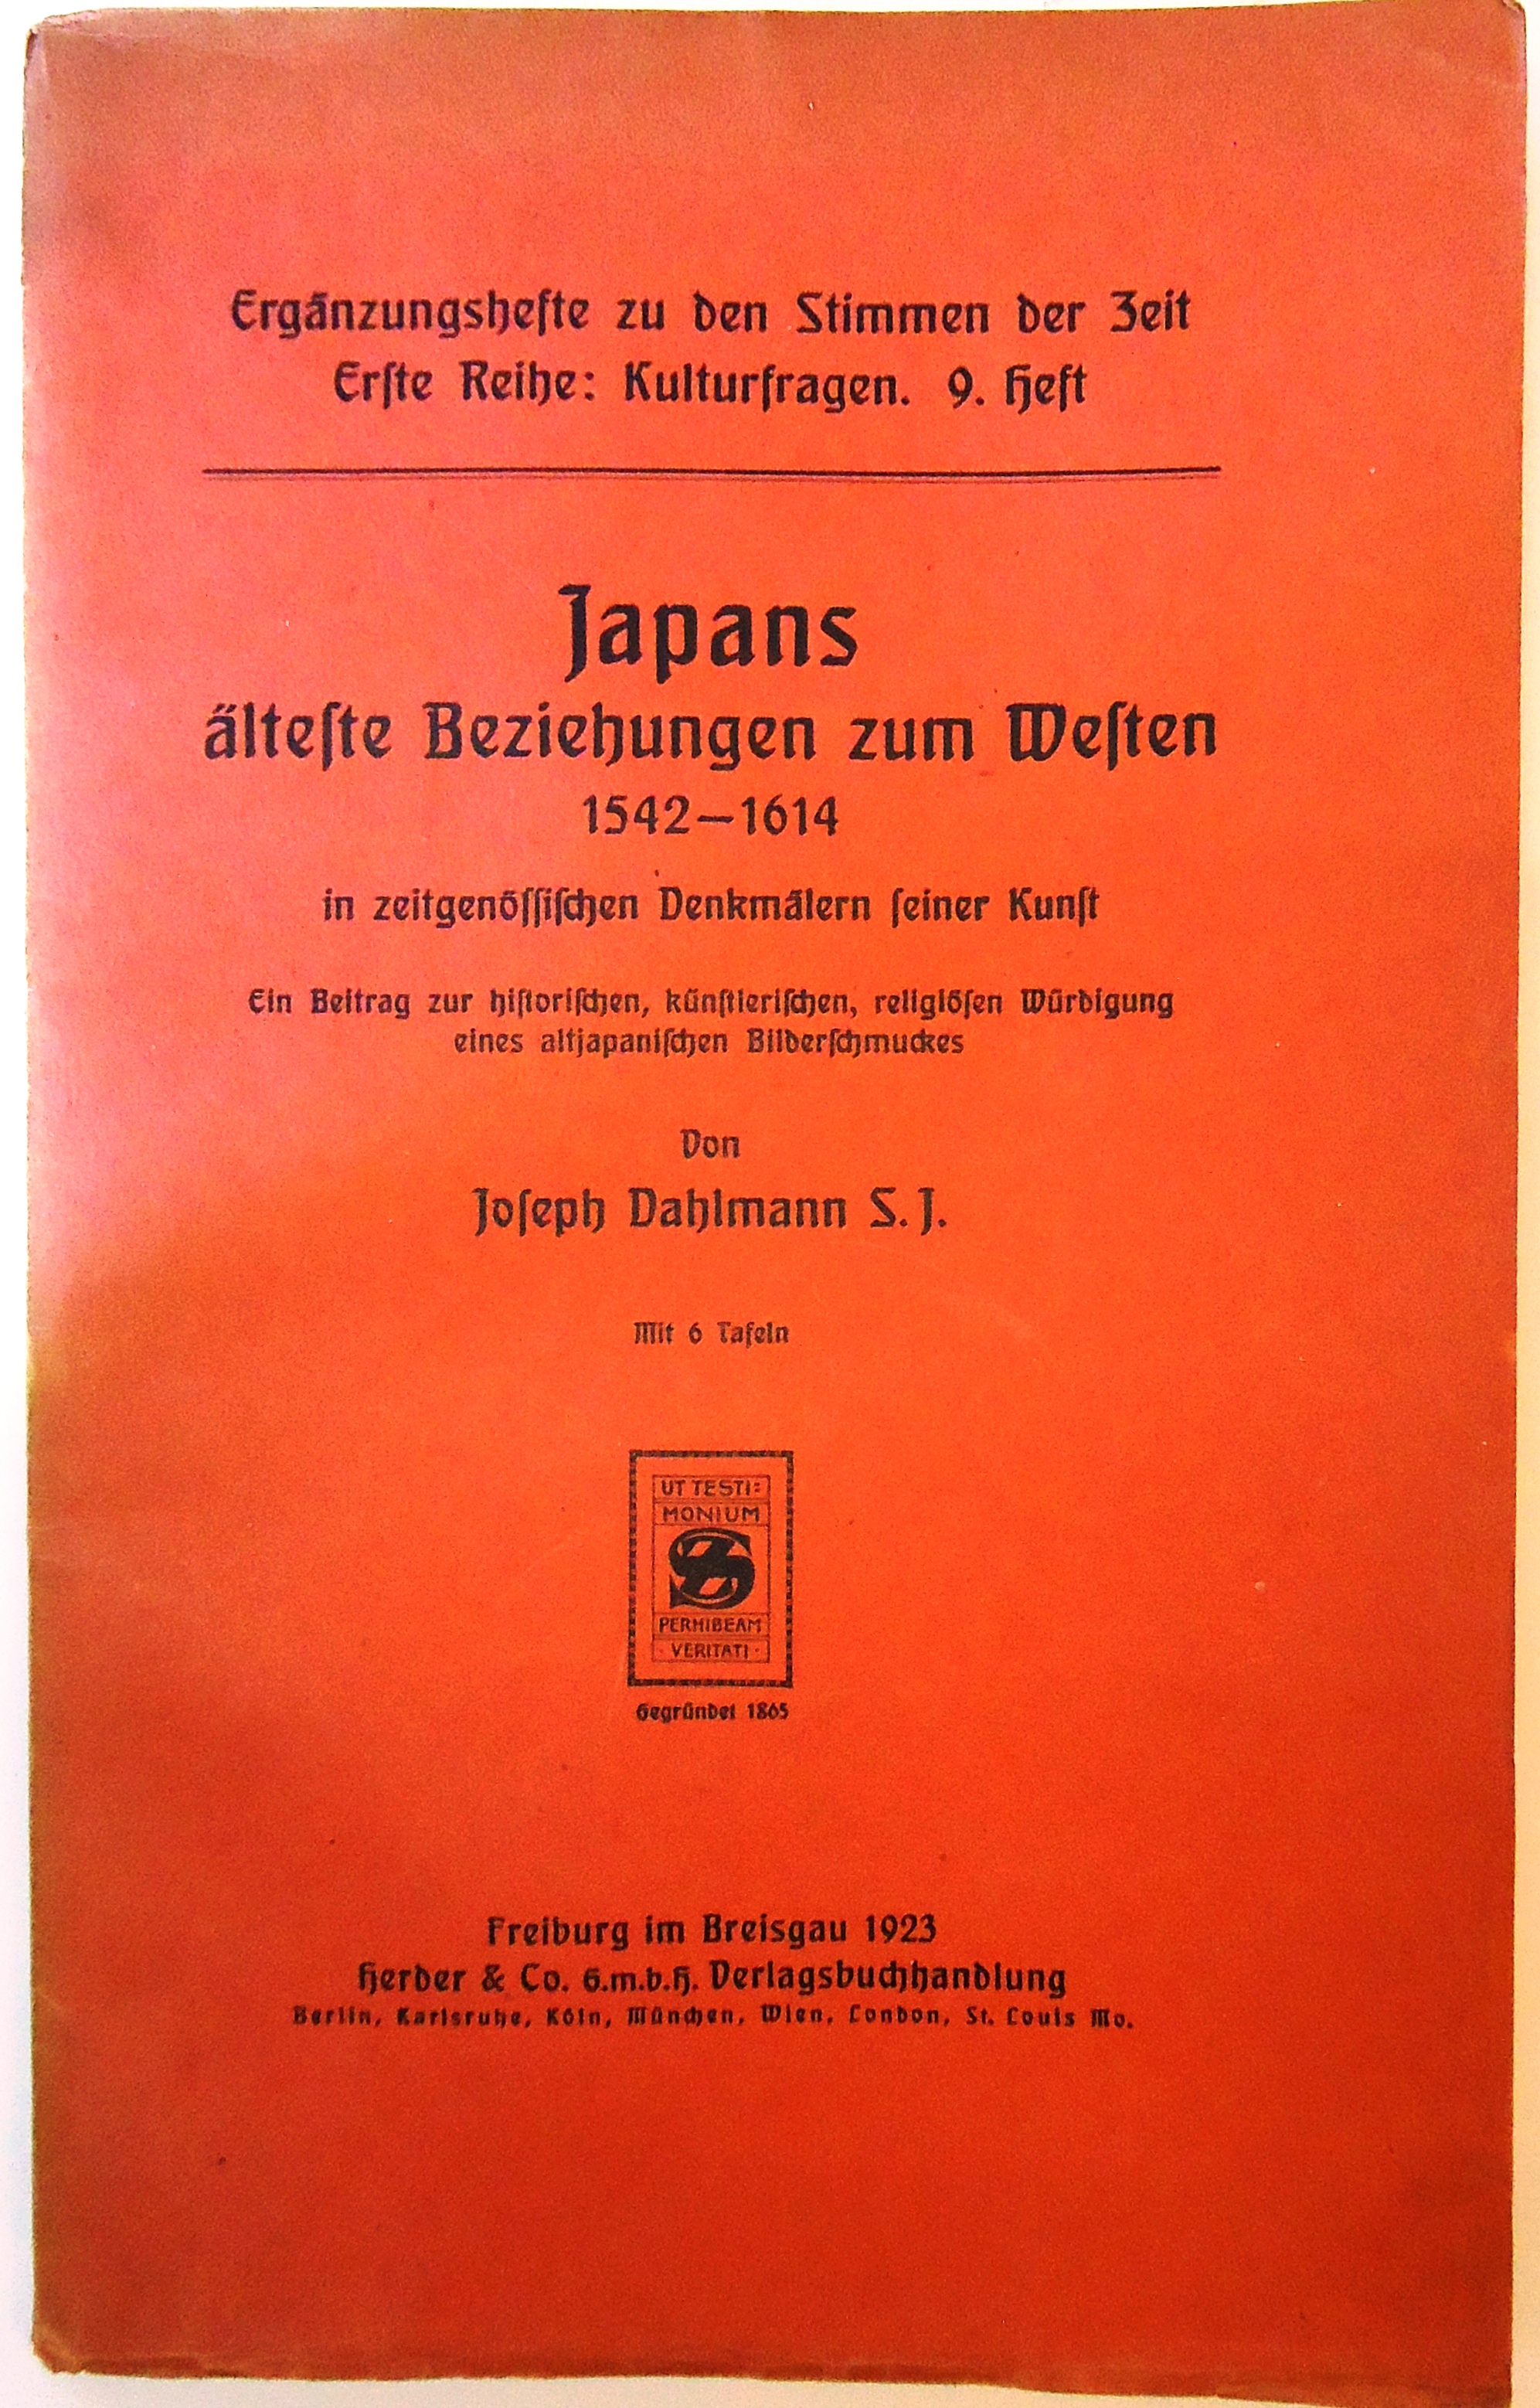 Ergänzungshefte zu den Stimmen der Zeit
Erſte Reihe: Kulturfragen. 9. Heft
Japans
älteſte Beziehungen zum Weſten
1542—1614
in zeitgenöſſiſchen Denkmälern ſeiner Kunſt
Ein Beitrag zur hiſtoriſchen, künſtleriſchen, religiöſen Würdigung
eines altjapaniſchen Bilderſchmuckes
Von
Joſeph Dahlmann S. J.
Mit 6 Tafeln
UT TESTI=
MONIUM
SZ
PERHIBEAM
· VERITATI ·
Gegründet 1865
Freiburg im Breisgau 1923
Herder & Co. G.m.b.H. Verlagsbuchhandlung
Berlin, Karlsruhe, Köln, München, Wien, London, St. Louis Mo.